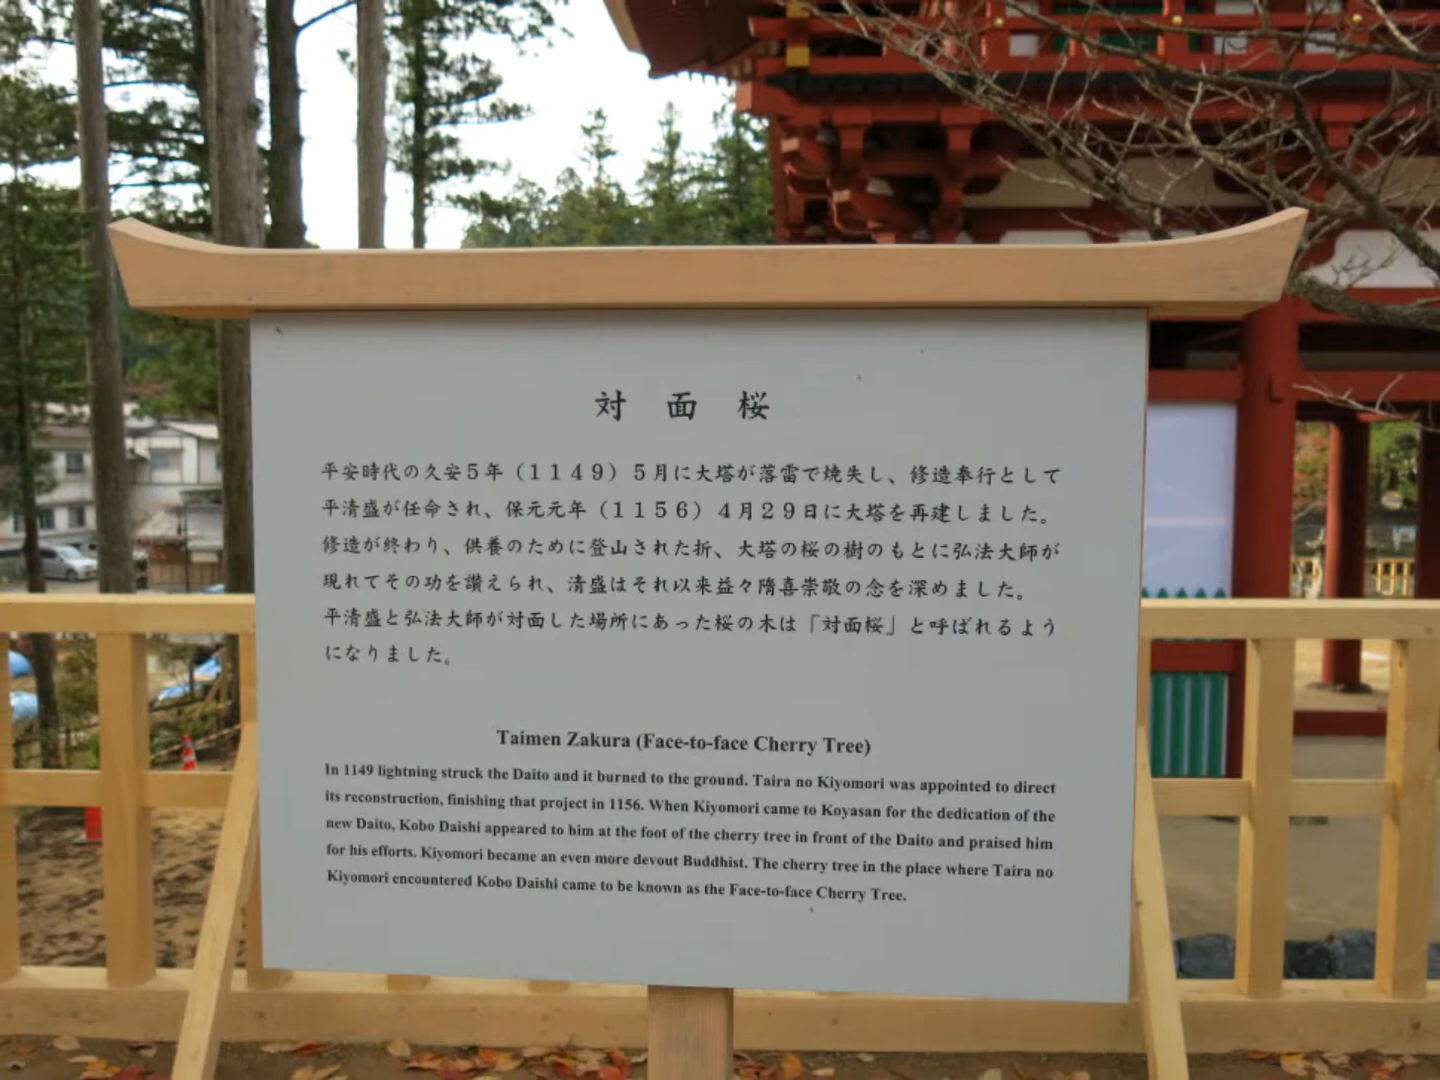 対面桜
平安時代の久安5年（1149）5月に大塔が落雷で焼失し、修造奉行として
平清盛が任命され、保元元年（1156）4月29日に大塔を再建しました。
修造が終わり、供養のために登山された折、大塔の桜の樹のもとに弘法大師が
現れてその功を讃えられ、清盛はそれ以来益々隋喜崇敬の念を深めました。
平清盛と弘法大師が対面した場所にあった桜の木は「対面桜」と呼ばれるよう
になりました。
Taimen Zakura (Face-to-face Cherry Tree)
In 1149 lightning struck the Daito and it burned to the ground. Taira no Kiyomori was appointed to direct
its reconstruction, finishing that project in 1156. When Kiyomori came to Koyasan for the dedication of the
new Daito, Kobo Daishi appeared to him at the foot of the cherry tree in front of the Daito and praised him
for his efforts. Kiyomori became an even more devout Buddhist. The cherry tree in the place where Taira no
Kiyomori encountered Kobo Daishi came to be known as the Face-to-face Cherry Tree.